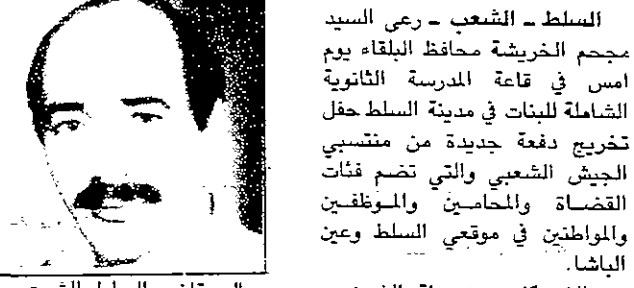 السلط ـ الشعب ـ رعى السيد
مجحم الخريشة محافظ البلقاء يوم
امس في قاعة المدرسة الثانوية
الشاملة للبنات في مدينة السلط حفل
تخريج دفعة جديدة من منتسبي
الجيش الشعبي والتي تضم فئات
القضاة والمحامين والموظفين
والمواطنين في موقعي السلط وعين
الباشا.